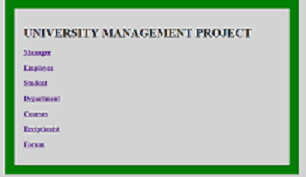 UNIVERSITY MANAGEMENT PROJECT
Manager
Employee
Student
Department
Courses
Receptionist
Forum